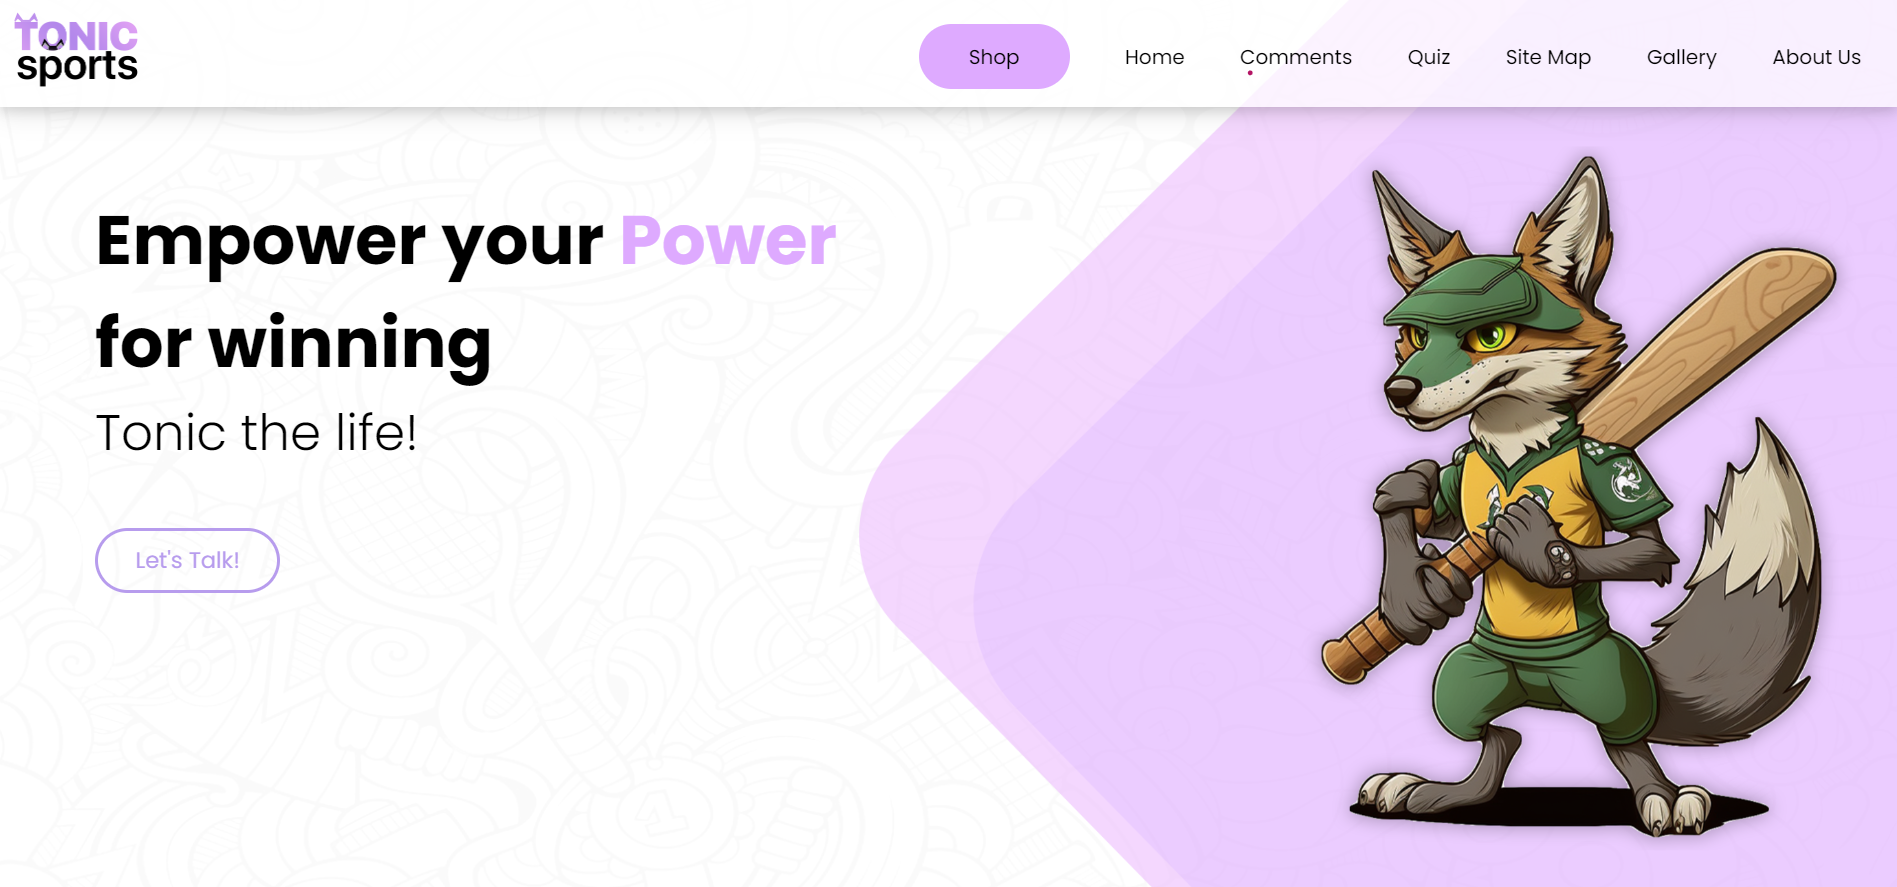 TONIC
sports
Shop
Home
Comments
Quiz
Site Map
Gallery
About Us
Empower your Power
for winning
Tonic the life!
Let's Talk!